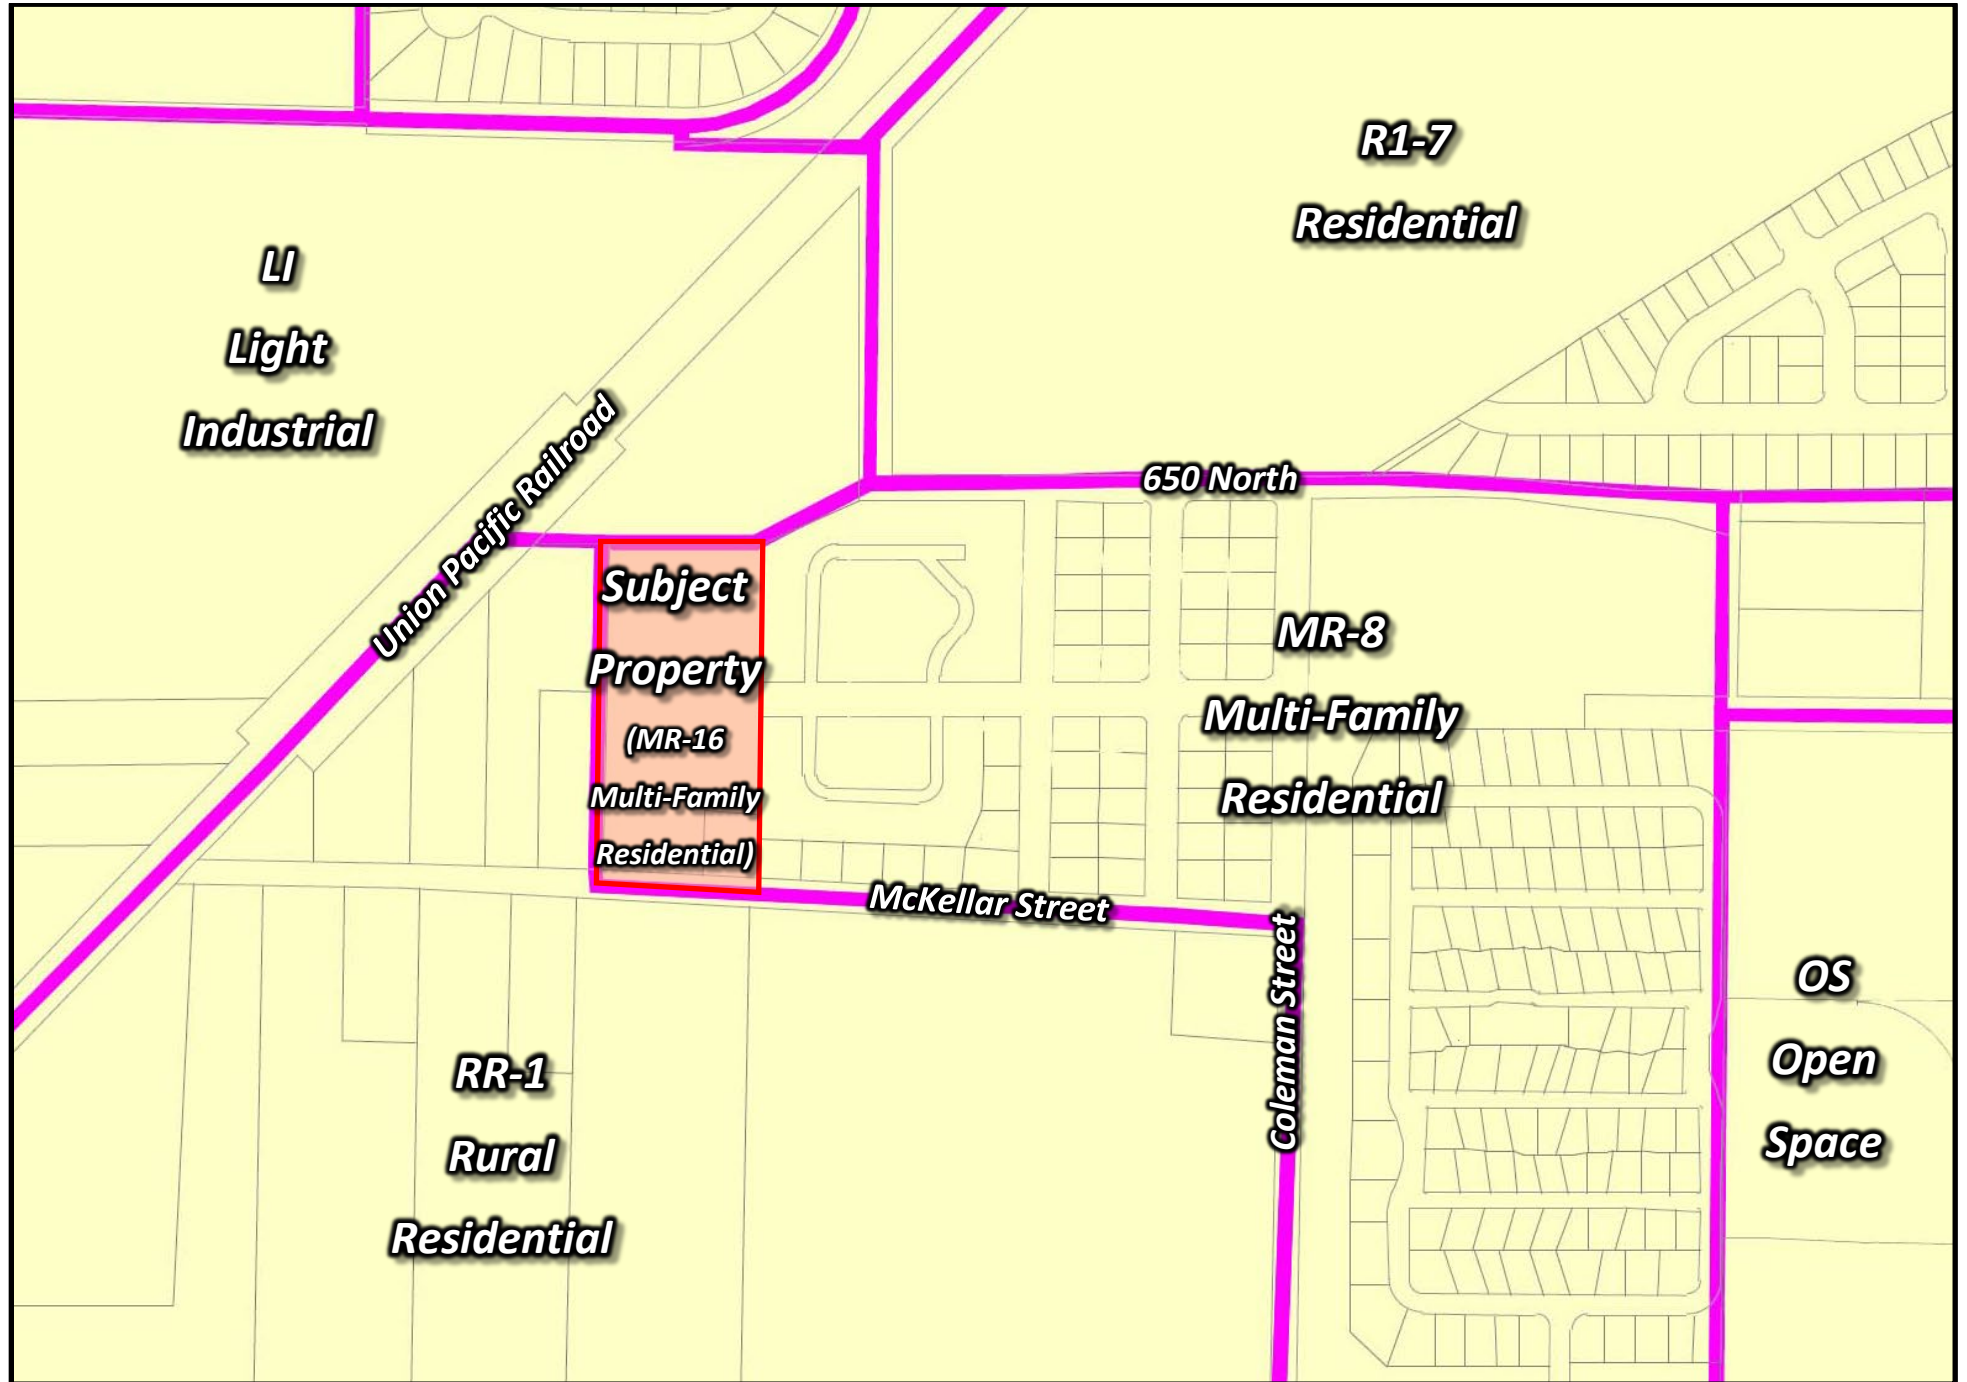 R1-7
Residential
LI
Light
Industrial
Union Pacific Railroad
650 North
Subject
Property
(MR-16
Multi-Family
Residential)
MR-8
Multi-Family
Residential
McKellar Street
Coleman Street
OS
Open
Space
RR-1
Rural
Residential